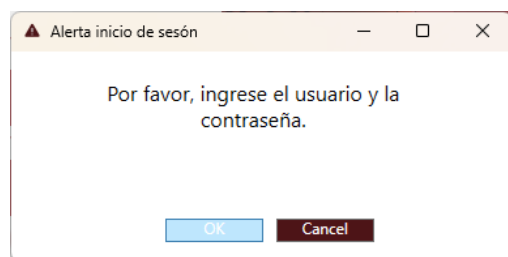 Alerta inicio de sesón
Por favor, ingrese el usuario y la
contraseña.
OK
Cancel